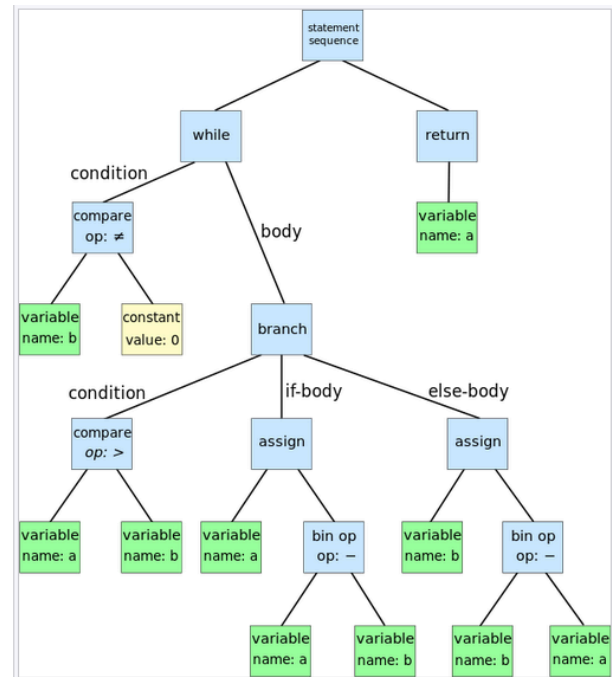 statement
sequence
while
return
condition
compare
op: ≠
body
variable
name: a
variable
name: b
constant
value: 0
branch
condition
if-body
else-body
compare
op: >
assign
assign
variable
name: a
variable
name: b
variable
name: a
bin op
op: −
variable
name: b
bin op
op: −
variable
name: a
variable
name: b
variable
name: b
variable
name: a